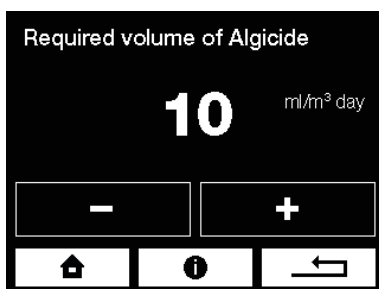 Required volume of Algicide
10 ml/m³ day
− +